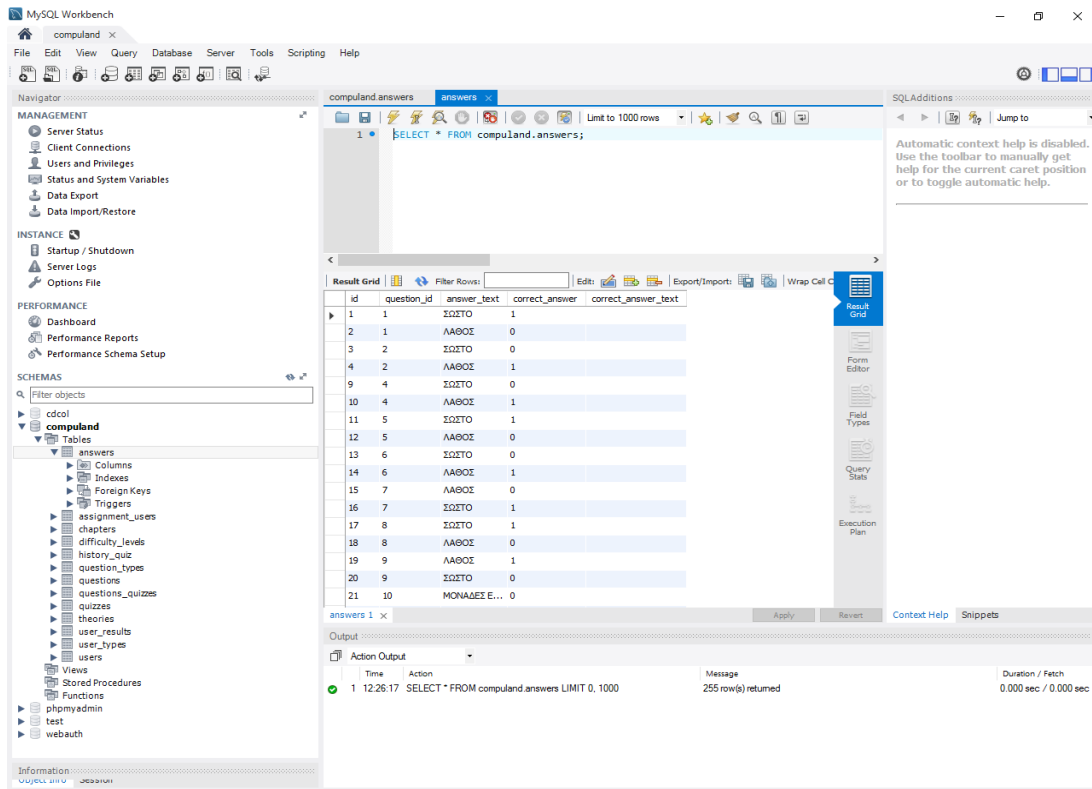 MySQL Workbench
compuland ×
File Edit View Query Database Server Tools Scripting Help
Navigator
MANAGEMENT
Server Status
Client Connections
Users and Privileges
Status and System Variables
Data Export
Data Import/Restore
INSTANCE
Startup / Shutdown
Server Logs
Options File
PERFORMANCE
Dashboard
Performance Reports
Performance Schema Setup
SCHEMAS
Filter objects
cdcol
compuland
Tables
answers
Columns
Indexes
Foreign Keys
Triggers
assignment_users
chapters
difficulty_levels
history_quiz
question_types
questions
questions_quizzes
quizzes
theories
user_results
user_types
users
Views
Stored Procedures
Functions
phpmyadmin
test
webauth
Information
Object Info Session
compuland.answers answers ×
Limit to 1000 rows
1 SELECT * FROM compuland.answers;
Result Grid Filter Rows: Edit: Export/Import: Wrap Cell C
id question_id answer_text correct_answer correct_answer_text
1 1 ΣΩΣΤΟ 1
2 1 ΛΑΘΟΣ 0
3 2 ΣΩΣΤΟ 0
4 2 ΛΑΘΟΣ 1
9 4 ΣΩΣΤΟ 0
10 4 ΛΑΘΟΣ 1
11 5 ΣΩΣΤΟ 1
12 5 ΛΑΘΟΣ 0
13 6 ΣΩΣΤΟ 0
14 6 ΛΑΘΟΣ 1
15 7 ΛΑΘΟΣ 0
16 7 ΣΩΣΤΟ 1
17 8 ΣΩΣΤΟ 1
18 8 ΛΑΘΟΣ 0
19 9 ΛΑΘΟΣ 1
20 9 ΣΩΣΤΟ 0
21 10 ΜΟΝΑΔΕΣ Ε... 0
Result Grid
Form Editor
Field Types
Query Stats
Execution Plan
answers 1 × Apply Revert
Output
Action Output
Time Action Message Duration / Fetch
1 12:26:17 SELECT * FROM compuland.answers LIMIT 0, 1000 255 row(s) returned 0.000 sec / 0.000 sec
SQLAdditions
Jump to
Automatic context help is disabled.
Use the toolbar to manually get
help for the current caret position
or to toggle automatic help.
Context Help Snippets